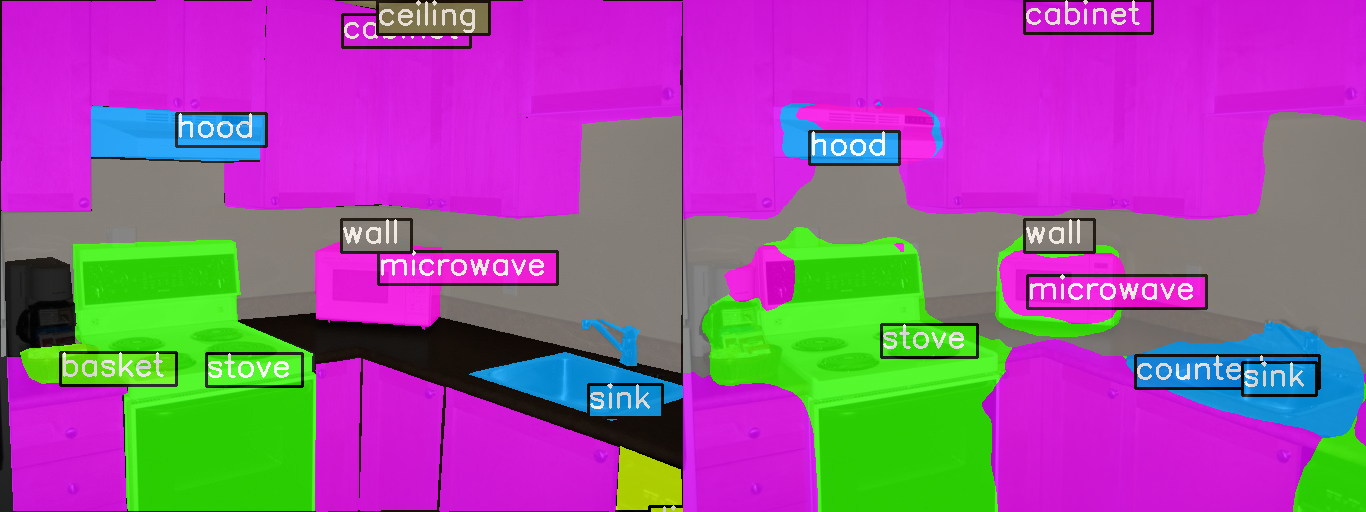 ceiling
cabinet
hood
wall
microwave
basket
stove
sink
cabinet
hood
wall
microwave
stove
sink